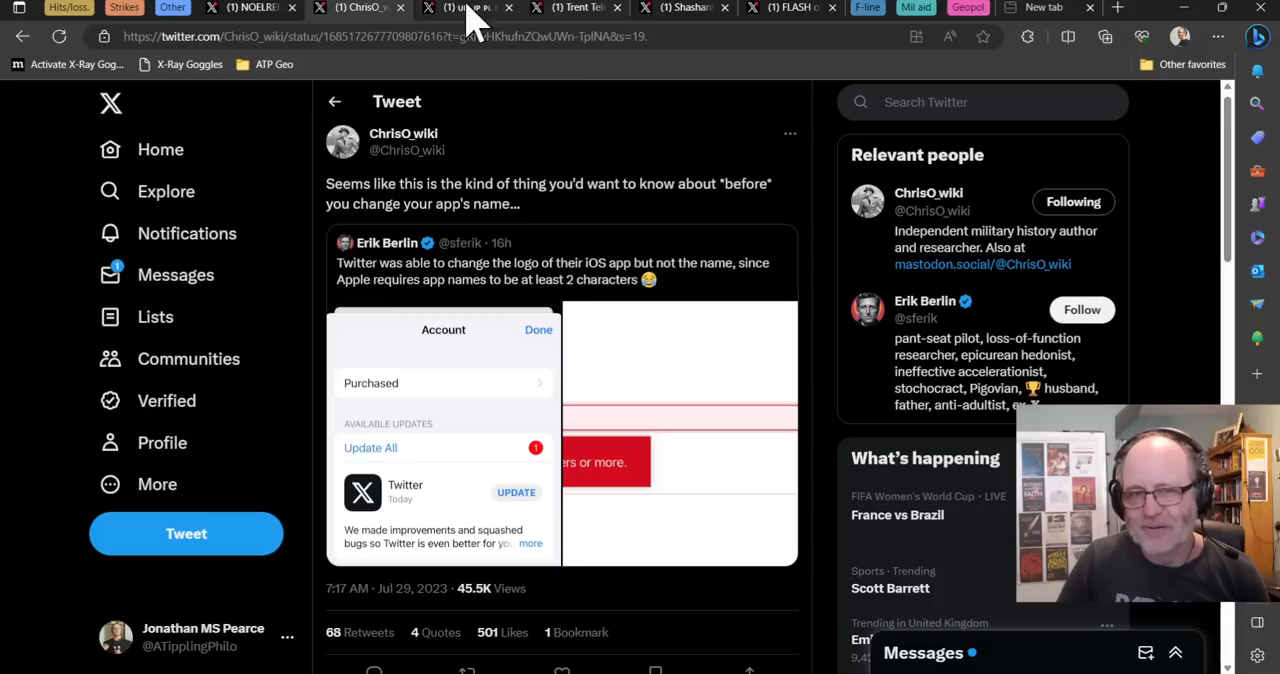 Hits/loss.
Strikes
Other
(1) NOELREP
(1) ChrisO_w
(1)
(1) Trent Tele
(1) Shashank
(1) FLASH
F-line
Mil aid
Geopol
New tab
https://twitter.com/ChrisO_wiki/status/1685172677709807616?t=
Activate X-Ray Gog...
X-Ray Goggles
ATP Geo
Other favorites
Home
Explore
Notifications
1
Messages
Lists
Communities
Verified
Profile
More
Tweet
Jonathan MS Pearce
@ATipplingPhilo
Tweet
ChrisO_wiki
@ChrisO_wiki
Seems like this is the kind of thing you'd want to know about *before*
you change your app's name...
Erik Berlin @sferik · 16h
Twitter was able to change the logo of their iOS app but not the name, since
Apple requires app names to be at least 2 characters 😂
Account
Done
Purchased
AVAILABLE UPDATES
Update All
1
Twitter
Today
UPDATE
We made improvements and squashed
bugs so Twitter is even better for yo
more
ers or more.
7:17 AM · Jul 29, 2023 · 45.5K Views
68 Retweets 4 Quotes 501 Likes 1 Bookmark
Search Twitter
Relevant people
ChrisO_wiki
@ChrisO_wiki
Following
Independent military history author
and researcher. Also at
mastodon.social/@ChrisO_wiki
Erik Berlin
@sferik
Follow
pant-seat pilot, loss-of-function
researcher, epicurean hedonist,
ineffective accelerationist,
stochocract, Pigovian, 🏆 husband,
father, anti-adultist, ex
What's happening
FIFA Women's World Cup · LIVE
France vs Brazil
Sports · Trending
Scott Barrett
Trending in United Kingdom
Messages